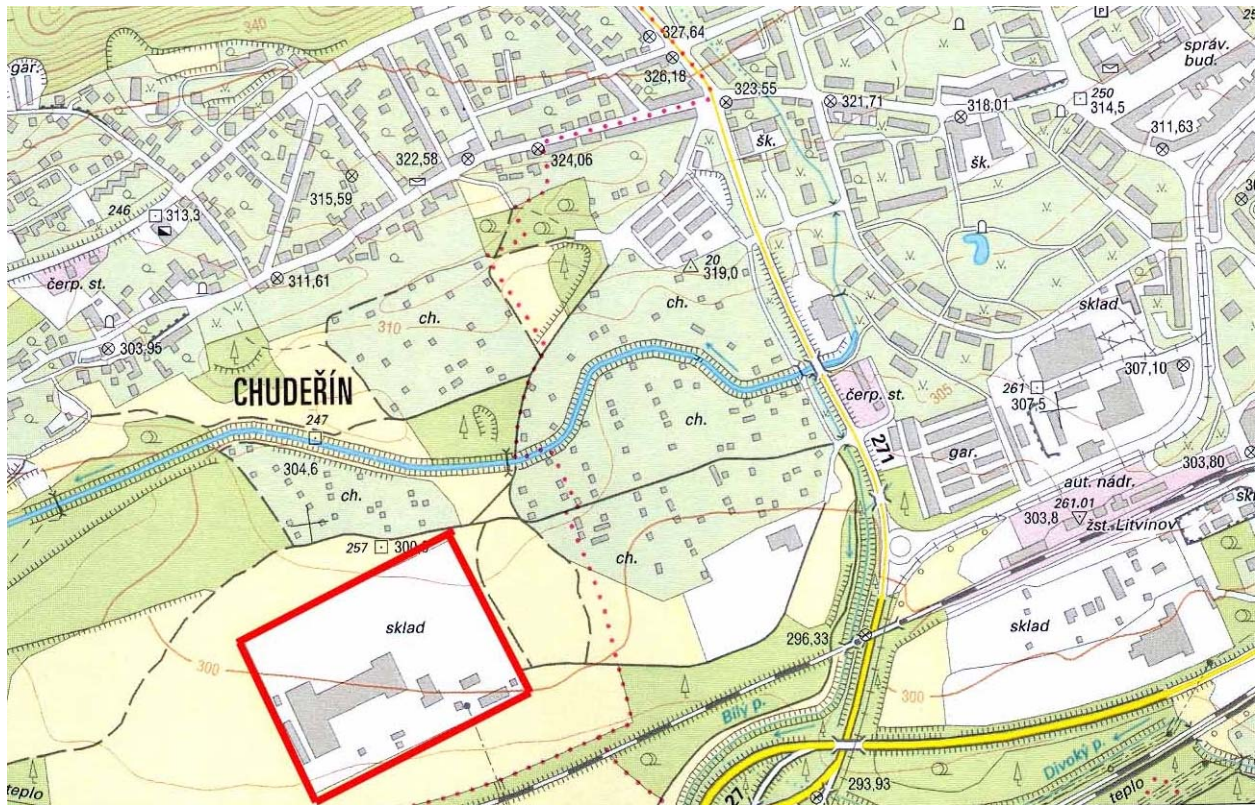 340
gar.
327,64
326,18
323,55
321,71
318,01
250
314,5
správ.
bud.
311,63
šk.
šk.
322,58
324,06
315,59
246
313,3
čerp. st.
311,61
303,95
20
319,0
ch.
310
ch.
sklad
CHUDEŘÍN
247
304,6
ch.
ch.
čerp. st.
305
261
307,5
307,10
271
gar.
303,80
aut. nádr.
261.01
303,8
žst. Litvínov
ch.
257
sklad
300
296,33
sklad
300
Bílý p.
Divoký p.
27
293,93
teplo
teplo